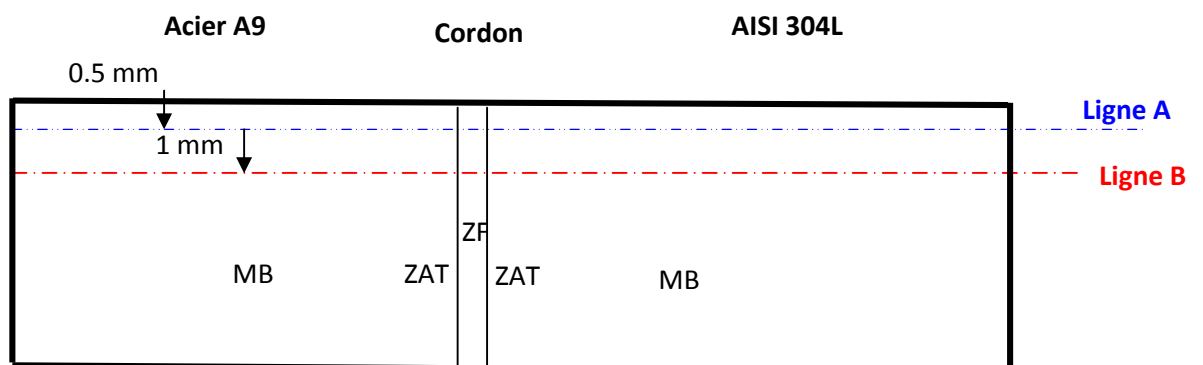 Acier A9
Cordon
AISI 304L
0.5 mm
Ligne A
1 mm
Ligne B
ZF
MB
ZAT
ZAT
MB